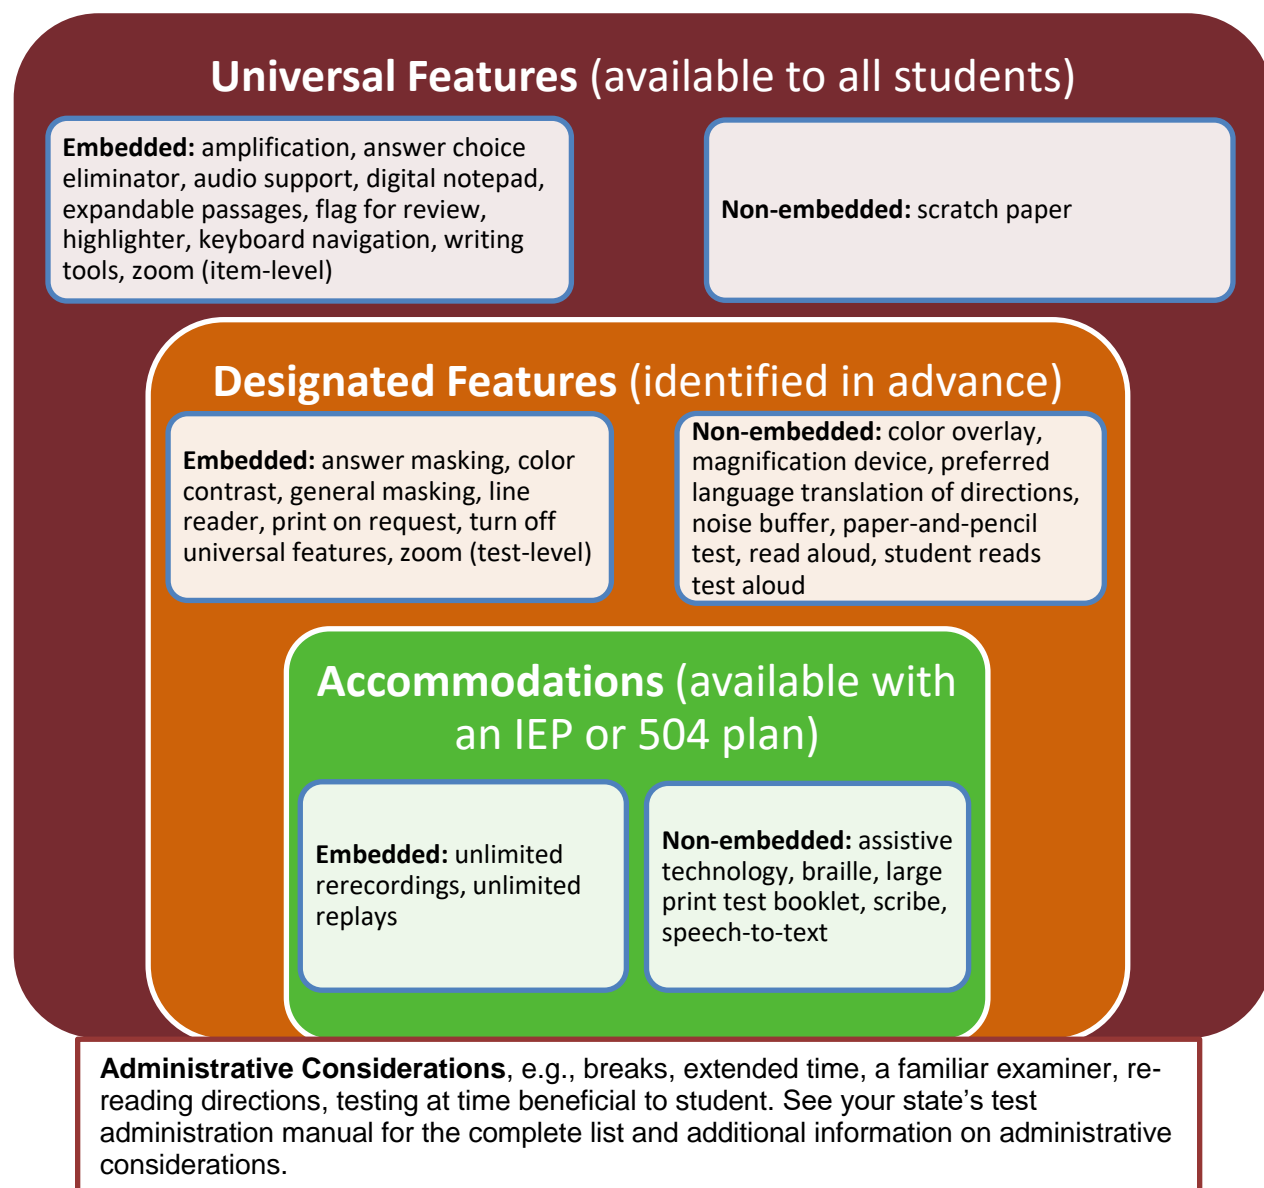 Universal Features (available to all students)
Embedded: amplification, answer choice
eliminator, audio support, digital notepad,
expandable passages, flag for review,
highlighter, keyboard navigation, writing
tools, zoom (item-level)
Non-embedded: scratch paper
Designated Features (identified in advance)
Embedded: answer masking, color
contrast, general masking, line
reader, print on request, turn off
universal features, zoom (test-level)
Non-embedded: color overlay,
magnification device, preferred
language translation of directions,
noise buffer, paper-and-pencil
test, read aloud, student reads
test aloud
Accommodations (available with
an IEP or 504 plan)
Embedded: unlimited
rerecordings, unlimited
replays
Non-embedded: assistive
technology, braille, large
print test booklet, scribe,
speech-to-text
Administrative Considerations, e.g., breaks, extended time, a familiar examiner, re-
reading directions, testing at time beneficial to student. See your state’s test
administration manual for the complete list and additional information on administrative
considerations.